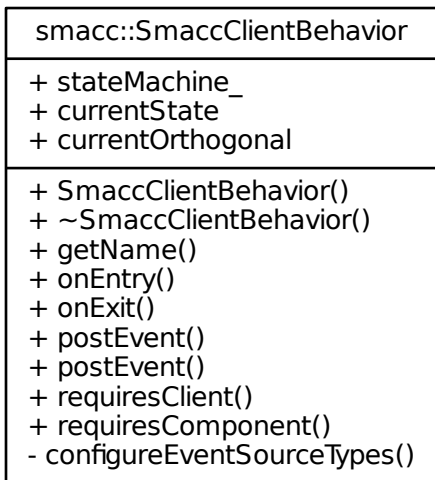 smacc::SmaccClientBehavior
+ stateMachine_
+ currentState
+ currentOrthogonal
+ SmaccClientBehavior()
+ ~SmaccClientBehavior()
+ getName()
+ onEntry()
+ onExit()
+ postEvent()
+ postEvent()
+ requiresClient()
+ requiresComponent()
- configureEventSourceTypes()